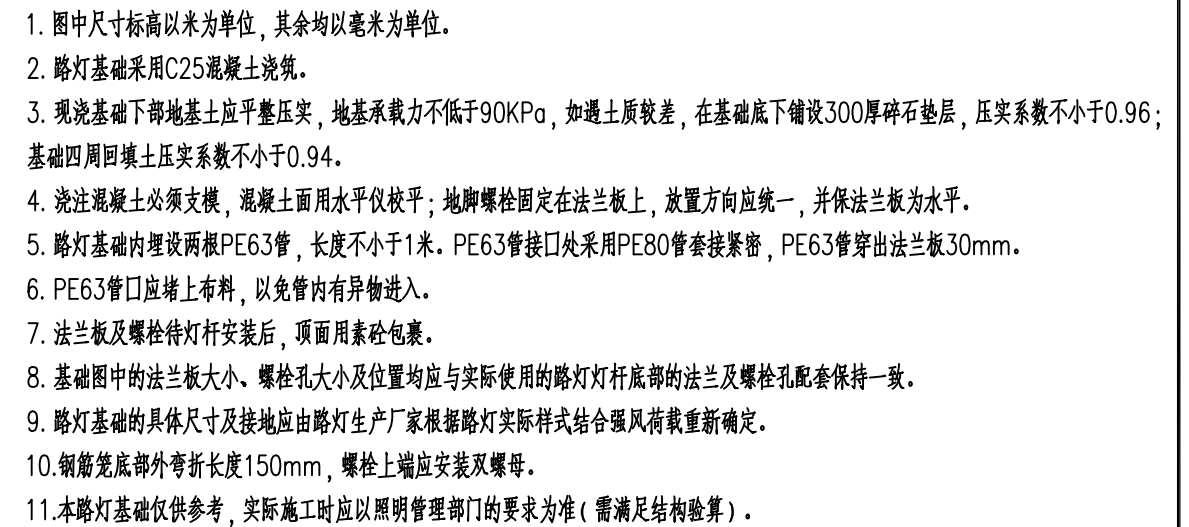 1. 图中尺寸标高以米为单位，其余均以毫米为单位。
2. 路灯基础采用C25混凝土浇筑。
3. 现浇基础下部地基土应平整压实，地基承载力不低于90KPa，如遇土质较差，在基础底下铺设300厚碎石垫层，压实系数不小于0.96；
基础四周回填土压实系数不小于0.94。
4. 浇注混凝土必须支模，混凝土面用水平仪校平；地脚螺栓固定在法兰板上，放置方向应统一，并保法兰板为水平。
5. 路灯基础内埋设两根PE63管，长度不小于1米。PE63管接口处采用PE80管套接紧密，PE63管穿出法兰板30mm。
6. PE63管口应堵上布料，以免管内有异物进入。
7. 法兰板及螺栓待灯杆安装后，顶面用素砼包裹。
8. 基础图中的法兰板大小、螺栓孔大小及位置均应与实际使用的路灯灯杆底部的法兰及螺栓孔配套保持一致。
9. 路灯基础的具体尺寸及接地应由路灯生产厂家根据路灯实际样式结合强风荷载重新确定。
10.钢筋笼底部外弯折长度150mm，螺栓上端应安装双螺母。
11.本路灯基础仅供参考，实际施工时应以照明管理部门的要求为准（需满足结构验算）。